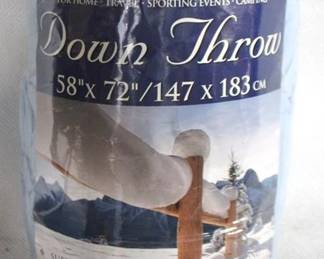 FOR HOME · TRAVEL · SPORTING EVENTS · CAMPING
Down Throw
58"x 72"/147 x 183 CM